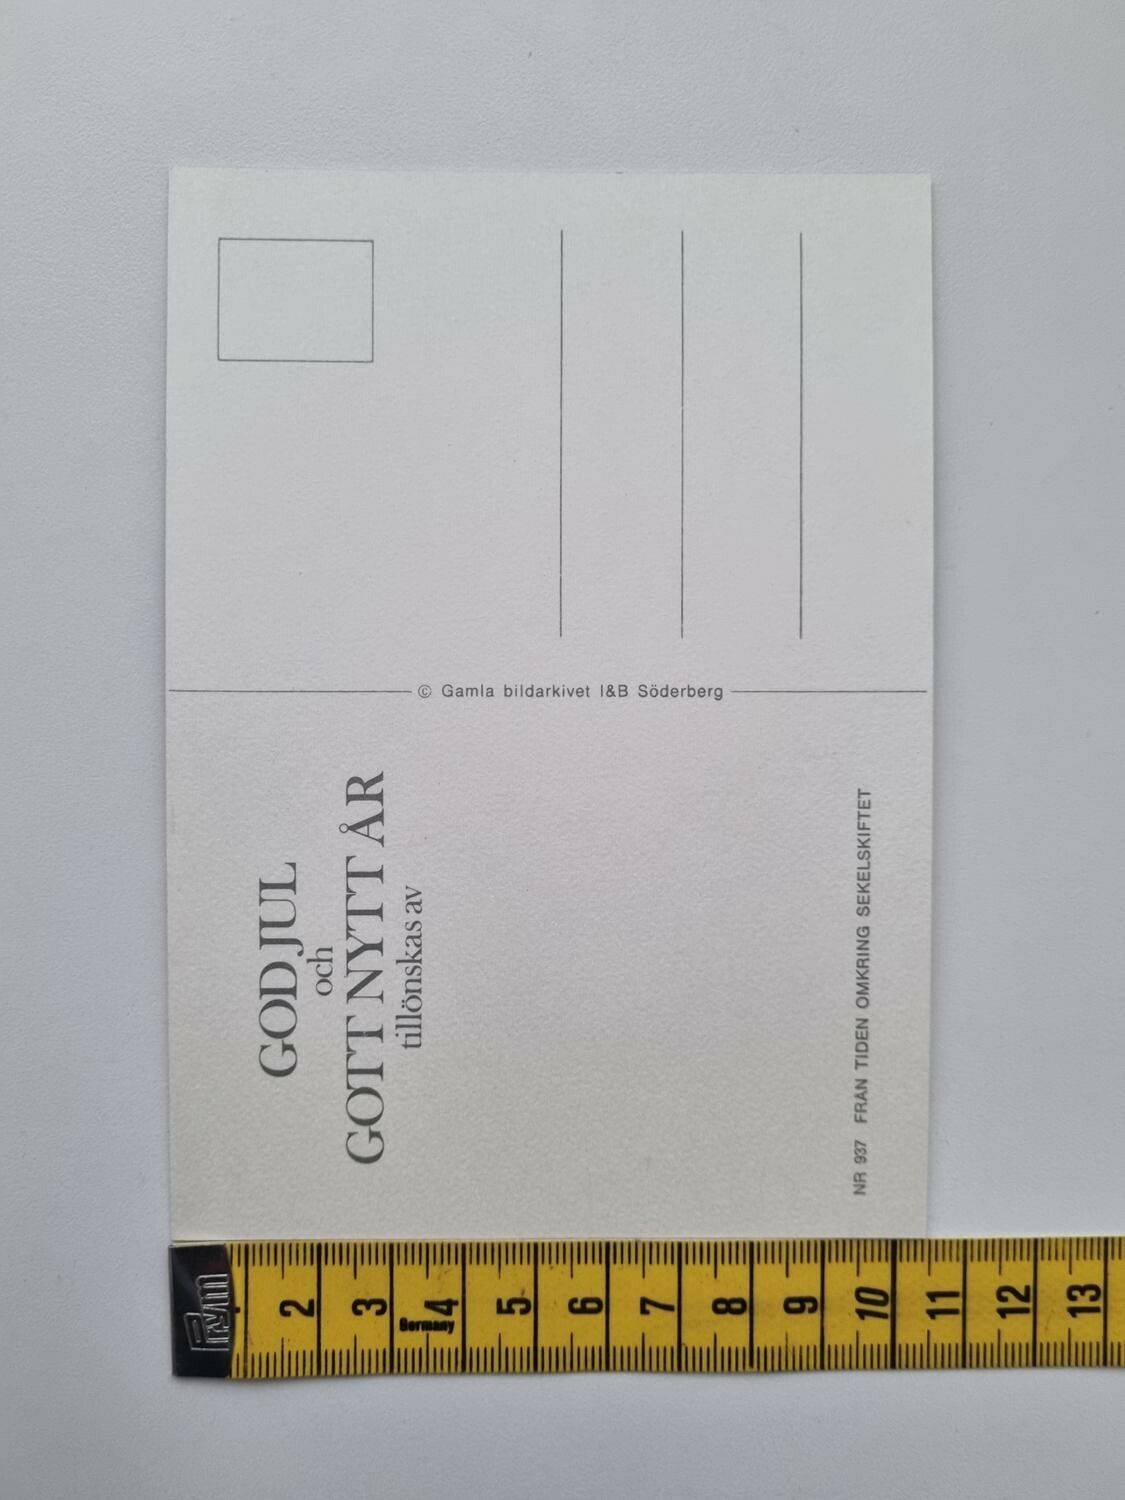 GOD JUL
och
GOTT NYTT ÅR
tillönskas av
NR 937 FRÅN TIDEN OMKRING SEKELSKIFTET
© Gamla bildarkivet I&B Söderberg
Prym
2 3 4 5 6 7 8 9 10 11 12 13
Germany